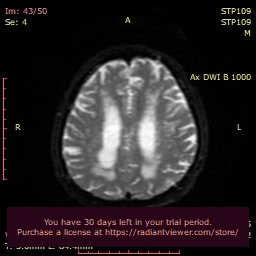 Im: 43/50
Se: 4
A
STP109
STP109
M
Ax DWI B 1000
R
L
You have 30 days left in your trial period.
Purchase a license at https://radiantviewer.com/store/